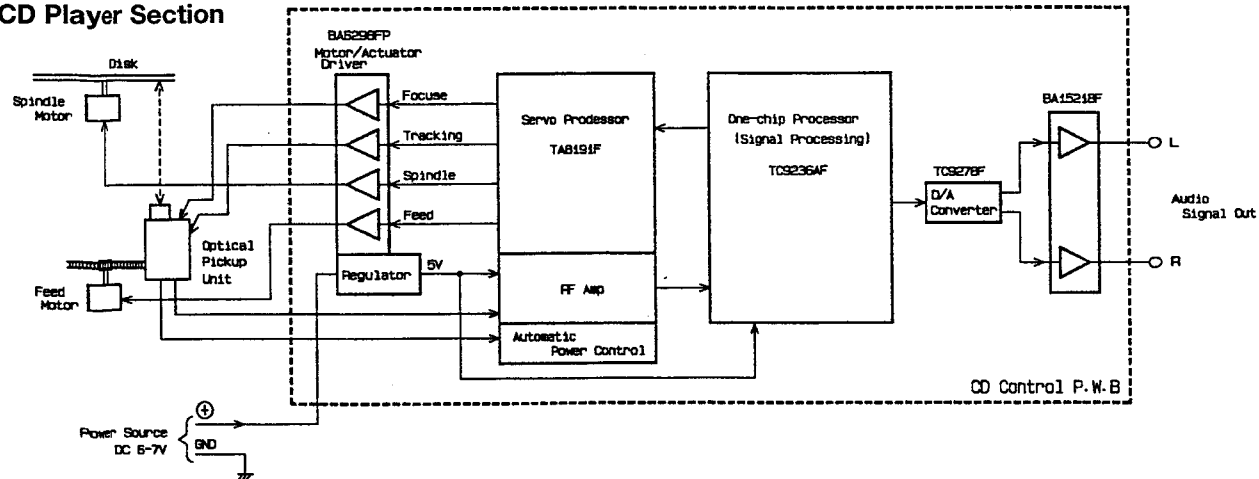 CD Player Section
BA6298FP
Motor/Actuator
Driver
Disk
Spindle
Motor
Focuse
Tracking
Spindle
Feed
Servo Prodessor
TA8191F
One-chip Processor
(Signal Processing)
TC9236AF
BA15218F
TC9278F
D/A
Converter
L
R
Audio
Signal Out
Optical
Pickup
Unit
Regulator
5V
RF Amp
Feed
Motor
Automatic
Power Control
CD Control P.W.B
Power Source
DC 6-7V
+
GND